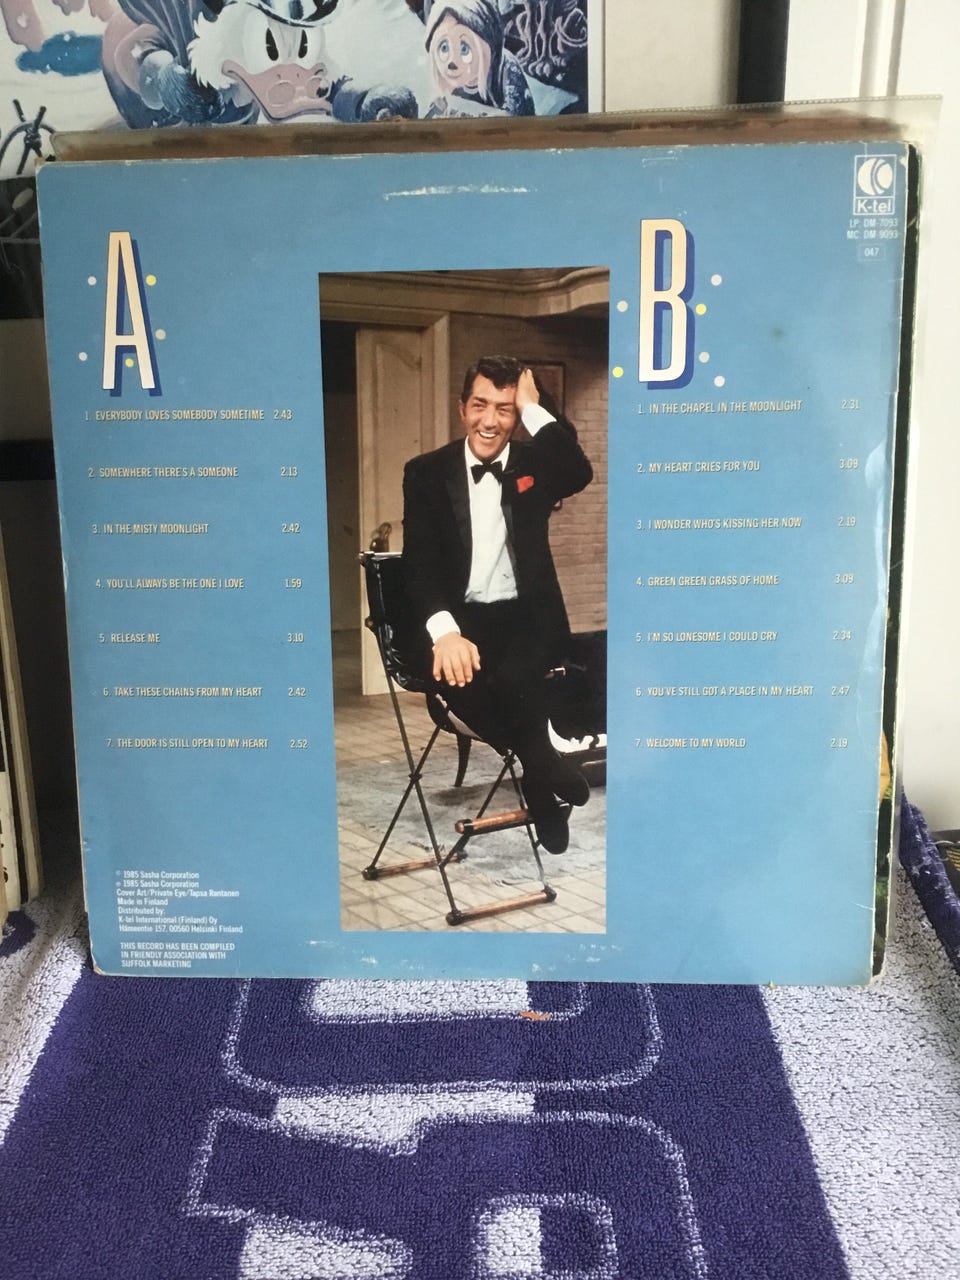 K-tel
LP: DM-7093
MC: DM-9093
047
A
1. EVERYBODY LOVES SOMEBODY SOMETIME 2.43
2. SOMEWHERE THERE'S A SOMEONE 2.13
3. IN THE MISTY MOONLIGHT 2.42
4. YOU'LL ALWAYS BE THE ONE I LOVE 1.59
5. RELEASE ME 3.10
6. TAKE THESE CHAINS FROM MY HEART 2.42
7. THE DOOR IS STILL OPEN TO MY HEART 2.52
B
1. IN THE CHAPEL IN THE MOONLIGHT 2.31
2. MY HEART CRIES FOR YOU 3.09
3. I WONDER WHO'S KISSING HER NOW 2.19
4. GREEN GREEN GRASS OF HOME 3.09
5. I'M SO LONESOME I COULD CRY 2.34
6. YOU'VE STILL GOT A PLACE IN MY HEART 2.47
7. WELCOME TO MY WORLD 2.19
© 1985 Sasha Corporation
℗ 1985 Sasha Corporation
Cover Art/Private Eye/Tapsa Rantanen
Made in Finland
Distributed by:
K-tel International (Finland) Oy
Hämeentie 157, 00560 Helsinki Finland
THIS RECORD HAS BEEN COMPILED
IN FRIENDLY ASSOCIATION WITH
SUFFOLK MARKETING